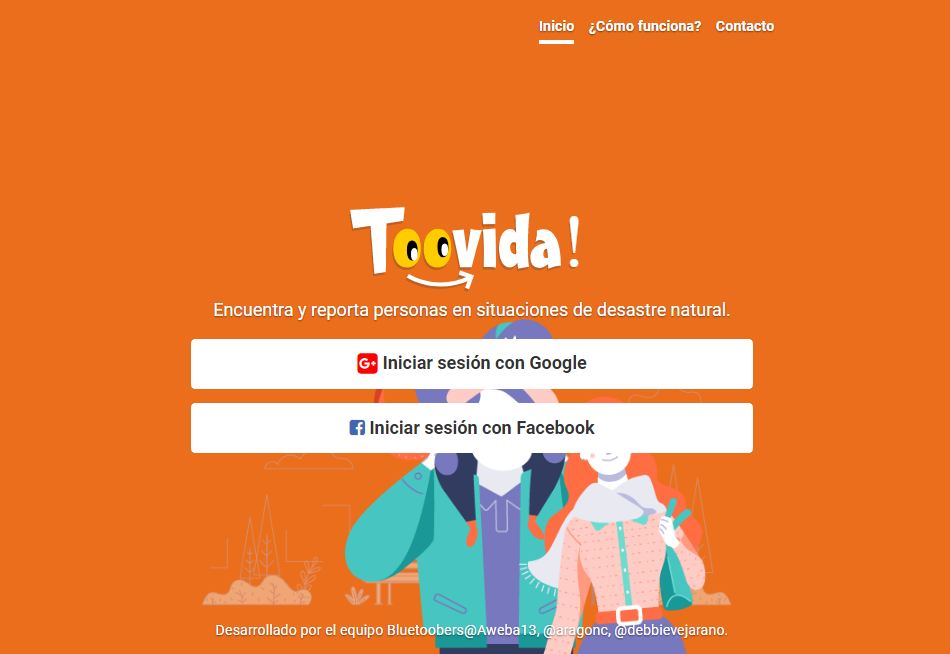 Inicio ¿Cómo funciona? Contacto
Toovida!
Encuentra y reporta personas en situaciones de desastre natural.
G+ Iniciar sesión con Google
f Iniciar sesión con Facebook
Desarrollado por el equipo Bluetoobers@Aweba13, @aragonc, @debbievejarano.